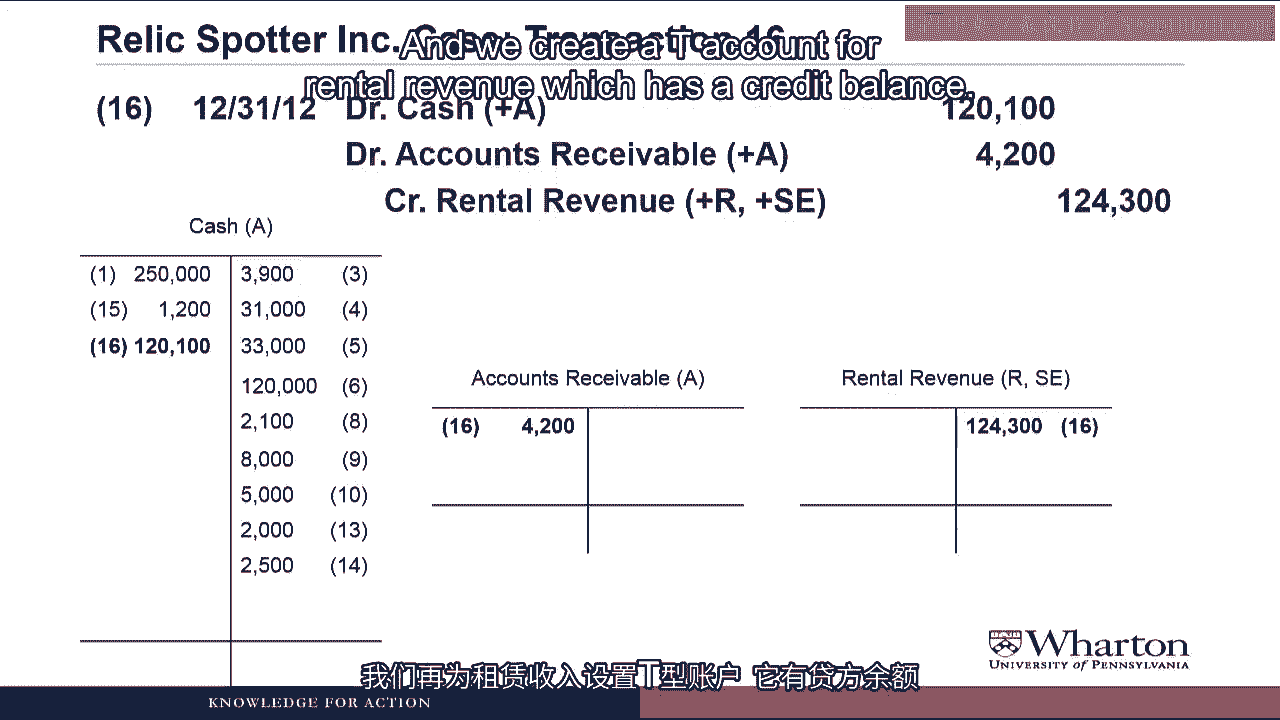 Relic Spotter Inc. Case: Transaction 16
And we create a T account for
rental revenue which has a credit balance.
(16) 12/31/12 Dr. Cash (+A) 120,100
Dr. Accounts Receivable (+A) 4,200
Cr. Rental Revenue (+R, +SE) 124,300
Cash (A)
(1) 250,000 3,900 (3)
(15) 1,200 31,000 (4)
(16) 120,100 33,000 (5)
120,000 (6)
2,100 (8)
8,000 (9)
5,000 (10)
2,000 (13)
2,500 (14)
Accounts Receivable (A)
(16) 4,200
Rental Revenue (R, SE)
124,300 (16)
Wharton
UNIVERSITY of PENNSYLVANIA
我们再为租赁收入设置T型账户 它有贷方余额
KNOWLEDGE FOR ACTION